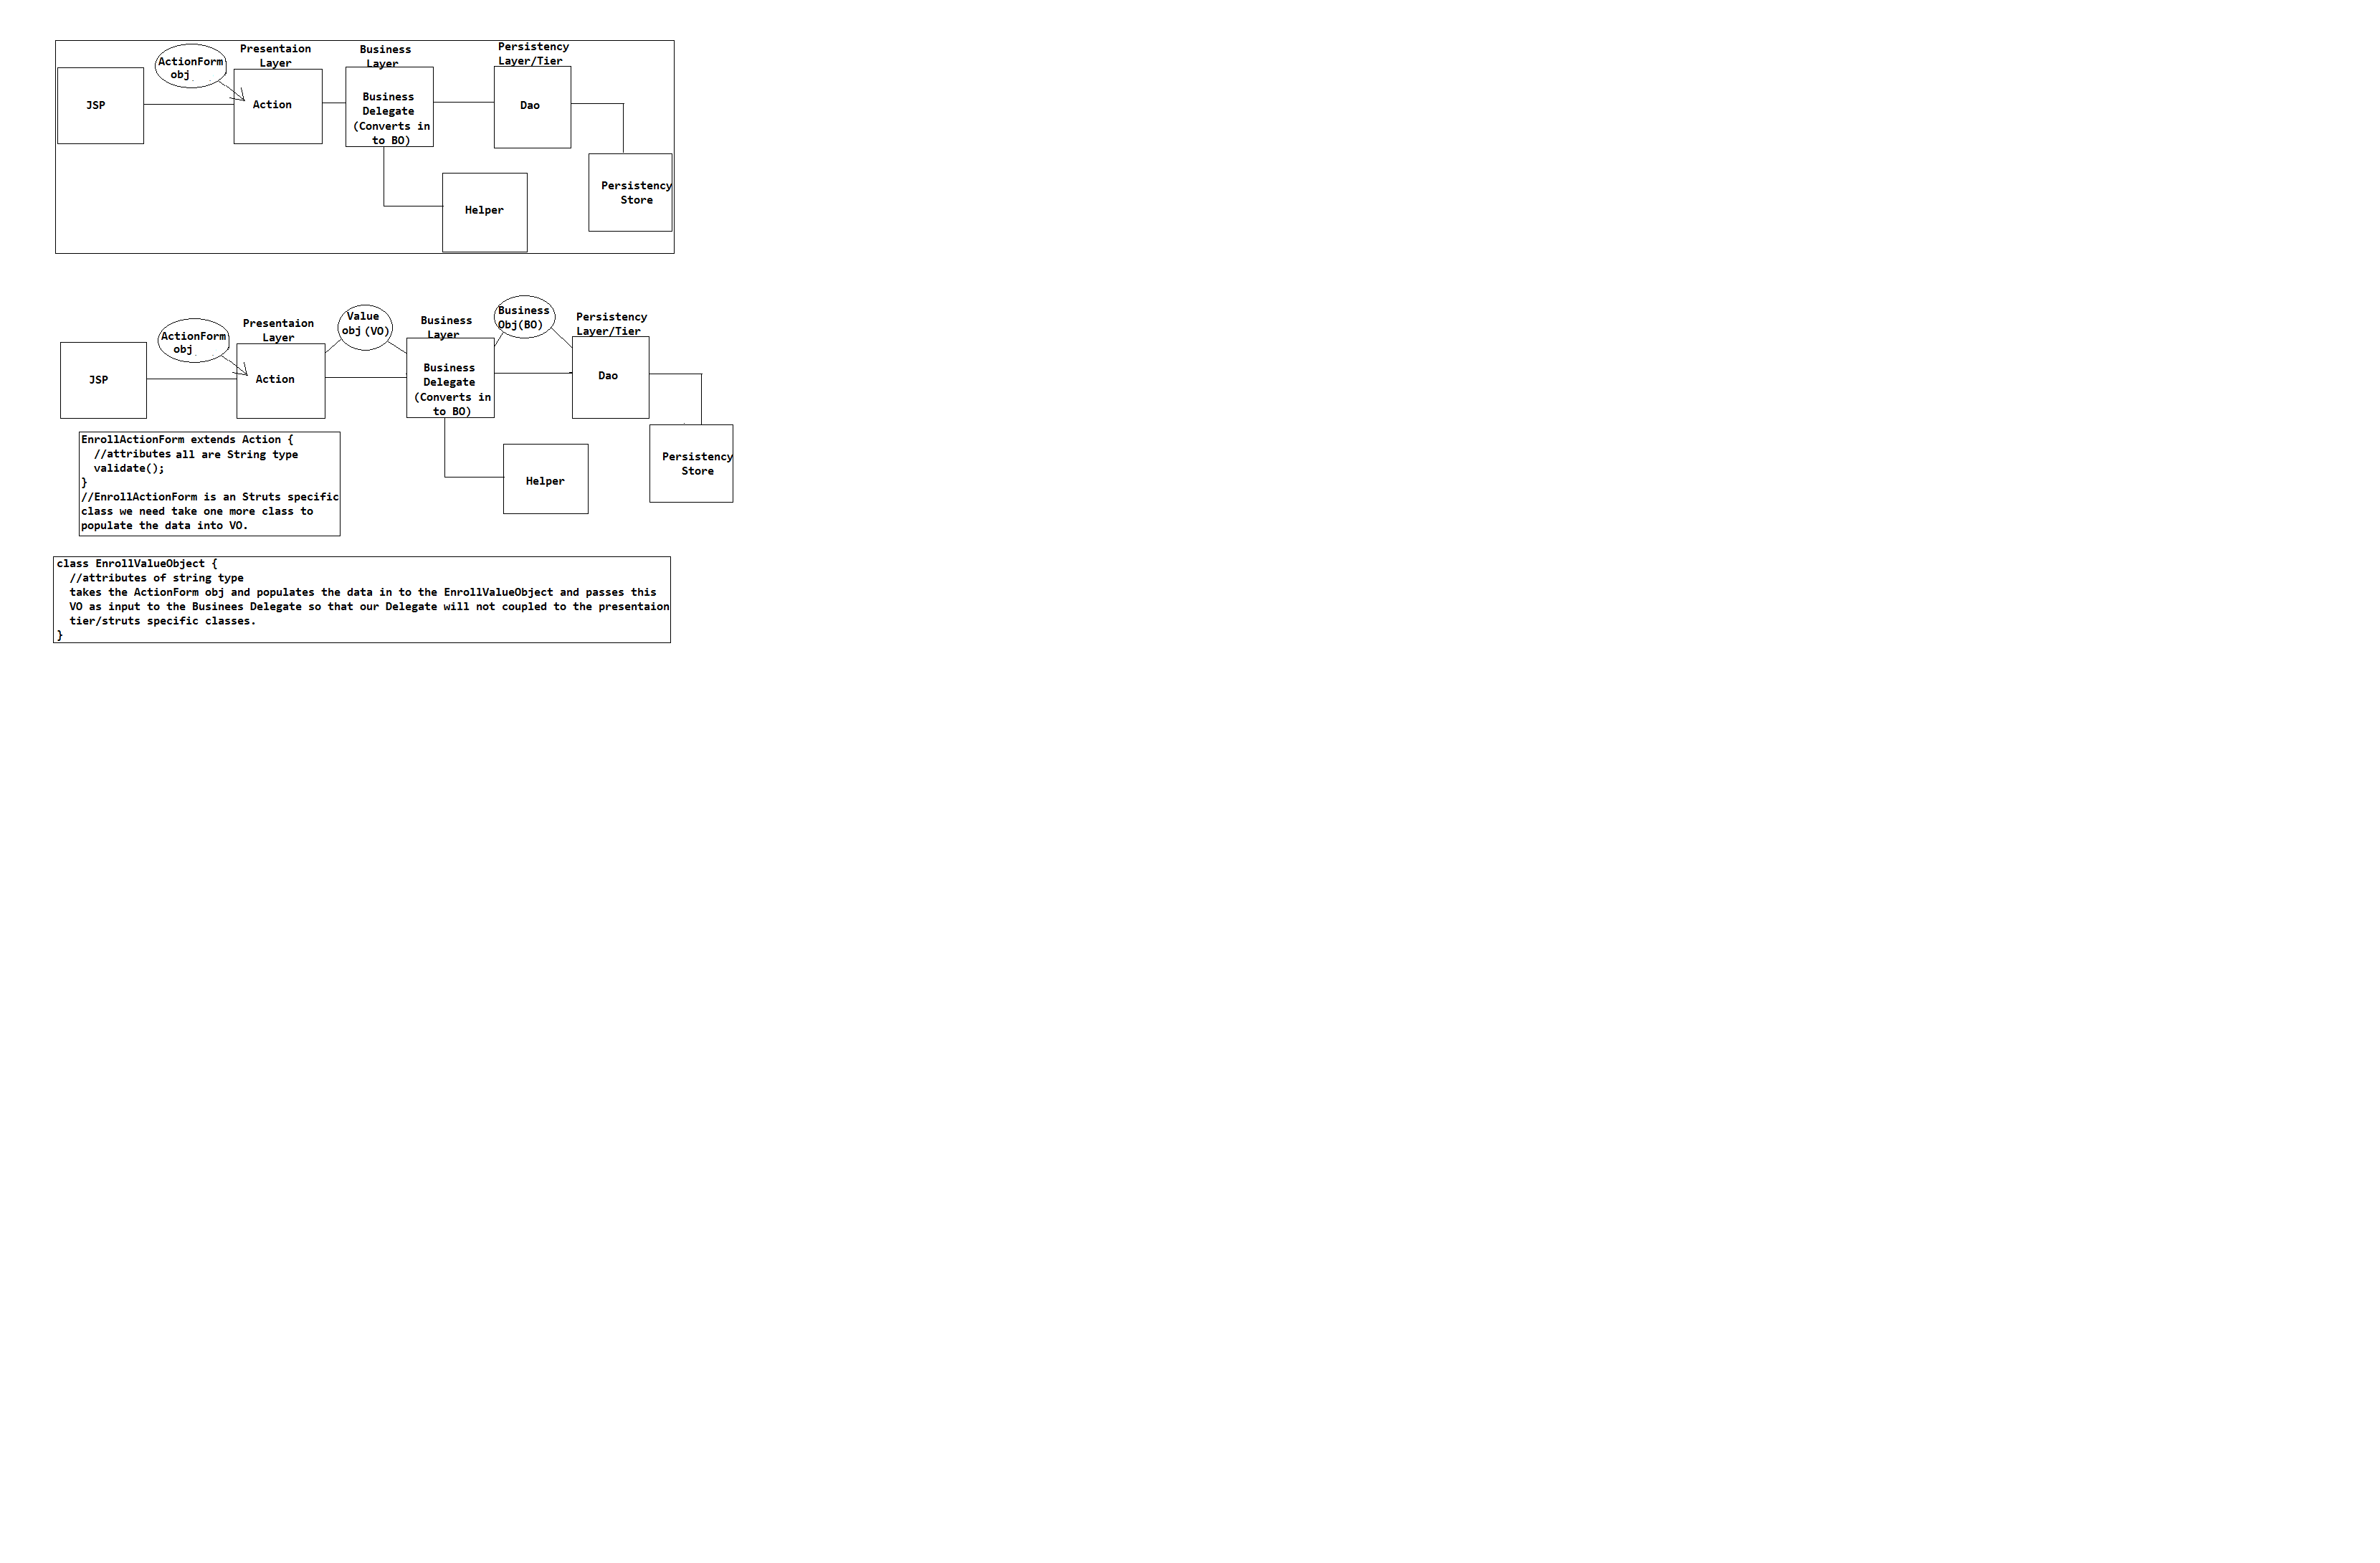 ActionForm
obj
Presentaion
Layer
Business
Layer
Persistency
Layer/Tier
JSP
Action
Business
Delegate
(Converts in
to BO)
Dao
Helper
Persistency
Store
ActionForm
obj
Presentaion
Layer
Value
obj (VO)
Business
Layer
Business
Obj(BO)
Persistency
Layer/Tier
JSP
Action
Business
Delegate
(Converts in
to BO)
Dao
Helper
Persistency
Store
EnrollActionForm extends Action {
//attributes all are String type
validate();
}
//EnrollActionForm is an Struts specific
class we need take one more class to
populate the data into VO.
class EnrollValueObject {
//attributes of string type
takes the ActionForm obj and populates the data in to the EnrollValueObject and passes this
VO as input to the Businees Delegate so that our Delegate will not coupled to the presentaion
tier/struts specific classes.
}